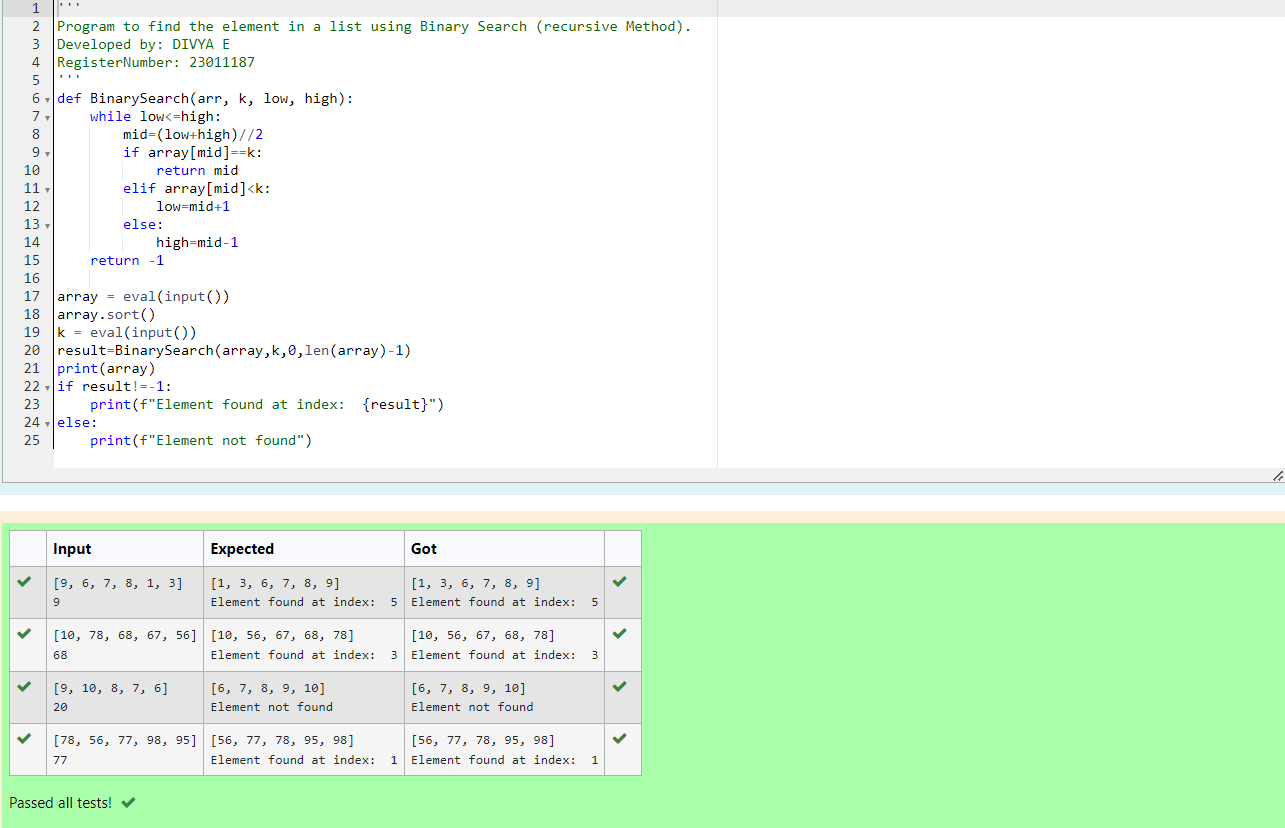 1 '''
2 Program to find the element in a list using Binary Search (recursive Method).
3 Developed by: DIVYA E
4 RegisterNumber: 23011187
5 '''
6 def BinarySearch(arr, k, low, high):
7     while low<=high:
8         mid=(low+high)//2
9         if array[mid]==k:
10             return mid
11         elif array[mid]<k:
12             low=mid+1
13         else:
14             high=mid-1
15     return -1
16
17 array = eval(input())
18 array.sort()
19 k = eval(input())
20 result=BinarySearch(array,k,0,len(array)-1)
21 print(array)
22 if result!=-1:
23     print(f"Element found at index:  {result}")
24 else:
25     print(f"Element not found")
Input Expected Got
[9, 6, 7, 8, 1, 3] [1, 3, 6, 7, 8, 9] [1, 3, 6, 7, 8, 9]
9 Element found at index:  5 Element found at index:  5
[10, 78, 68, 67, 56] [10, 56, 67, 68, 78] [10, 56, 67, 68, 78]
68 Element found at index:  3 Element found at index:  3
[9, 10, 8, 7, 6] [6, 7, 8, 9, 10] [6, 7, 8, 9, 10]
20 Element not found Element not found
[78, 56, 77, 98, 95] [56, 77, 78, 95, 98] [56, 77, 78, 95, 98]
77 Element found at index:  1 Element found at index:  1
Passed all tests!